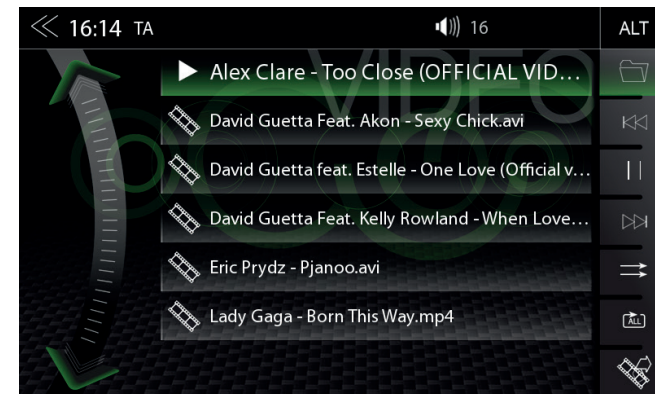 16:14 TA 16 ALT
VIDEO
Alex Clare - Too Close (OFFICIAL VID...
David Guetta Feat. Akon - Sexy Chick.avi
David Guetta feat. Estelle - One Love (Official v...
David Guetta Feat. Kelly Rowland - When Love...
Eric Prydz - Pjanoo.avi
ALL
Lady Gaga - Born This Way.mp4